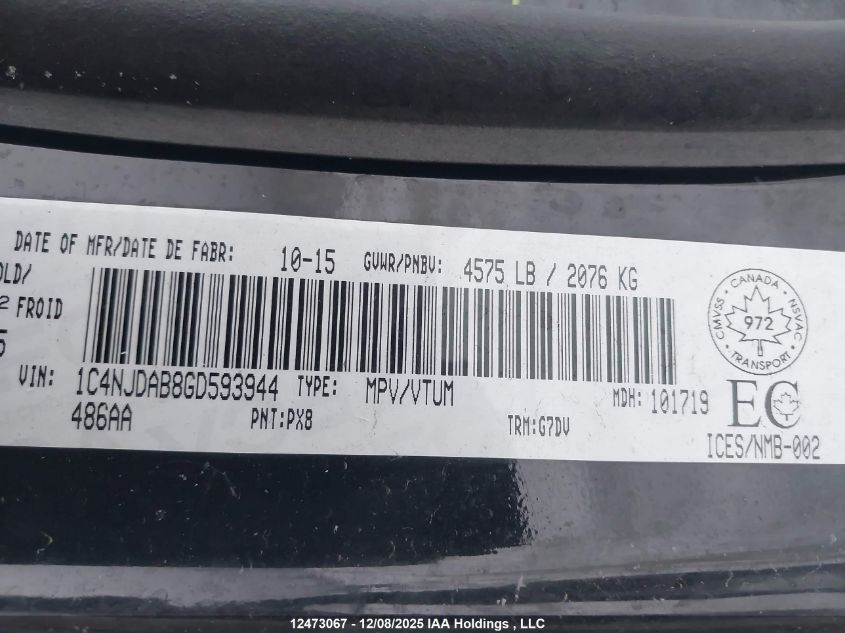 DATE OF MFR/DATE DE FABR: 10-15 GVWR/PNBV: 4575 LB / 2076 KG
OLD/
2 FROID
5
CMVSS CANADA NSVAC
972
TRANSPORT
VIN: 1C4NJDAB8GD593944 TYPE: MPV/VTUM MDH: 101719
EC
486AA PNT:PX8 TRM:G7DV ICES/NMB-002
12473067 - 12/08/2025 IAA Holdings , LLC